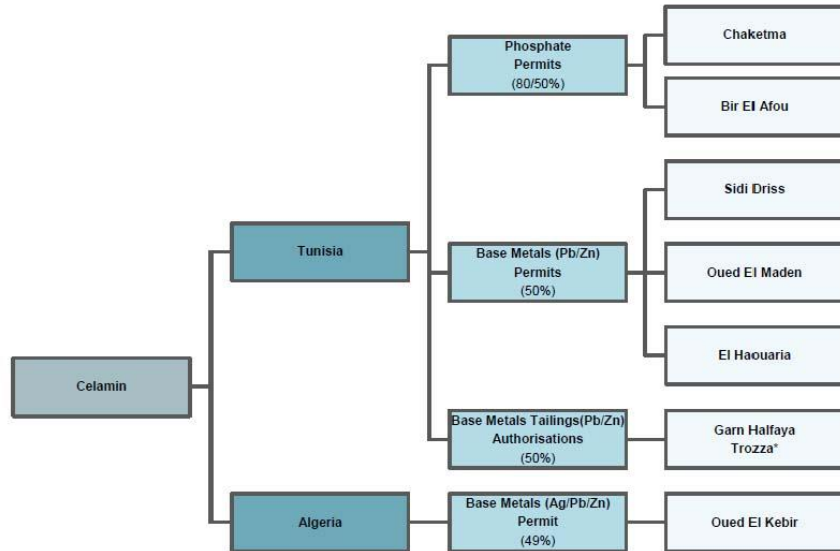 Celamin
Tunisia
Algeria
Phosphate
Permits
(80/50%)
Base Metals (Pb/Zn)
Permits
(50%)
Base Metals Tailings(Pb/Zn)
Authorisations
(50%)
Base Metals (Ag/Pb/Zn)
Permit
(49%)
Chaketma
Bir El Afou
Sidi Driss
Oued El Maden
El Haouaria
Garn Halfaya
Trozza*
Oued El Kebir